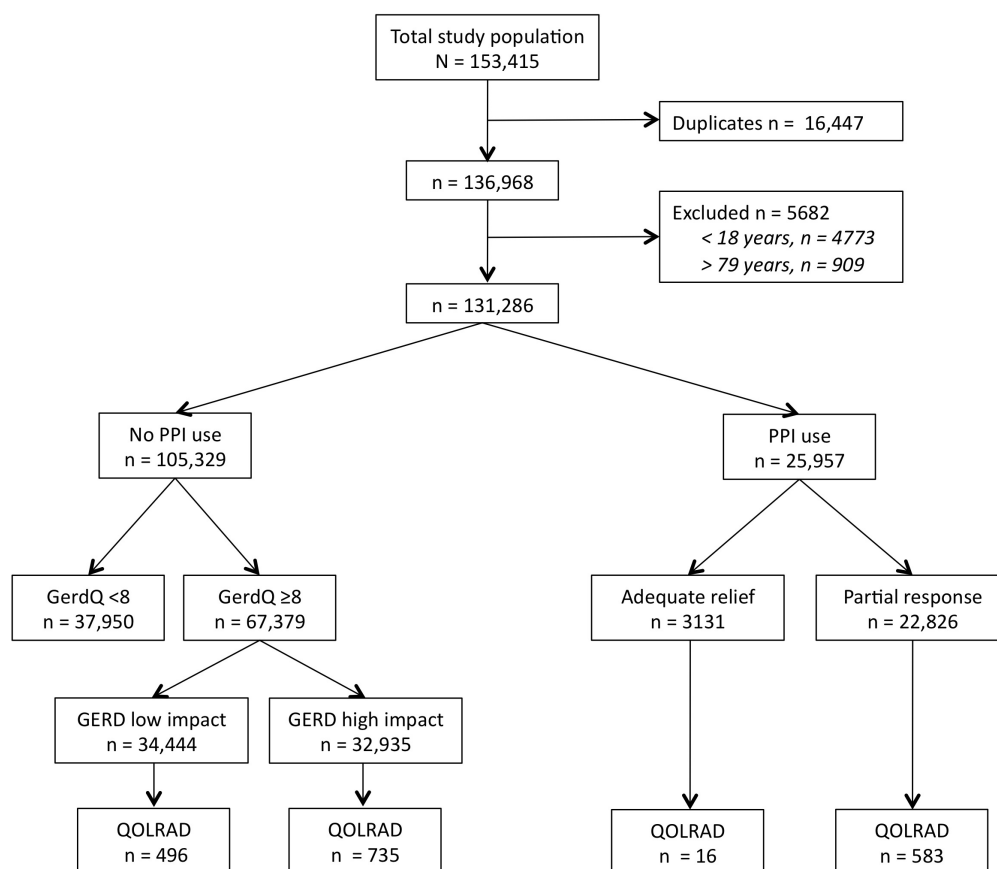 Total study population
N = 153,415
Duplicates n =  16,447
n = 136,968
Excluded n = 5682
< 18 years, n = 4773
> 79 years, n = 909
n = 131,286
No PPI use
n = 105,329
PPI use
n = 25,957
GerdQ <8
n = 37,950
GerdQ ≥8
n = 67,379
Adequate relief
n = 3131
Partial response
n = 22,826
GERD low impact
n = 34,444
GERD high impact
n = 32,935
QOLRAD
n = 496
QOLRAD
n  = 735
QOLRAD
n  = 16
QOLRAD
n = 583